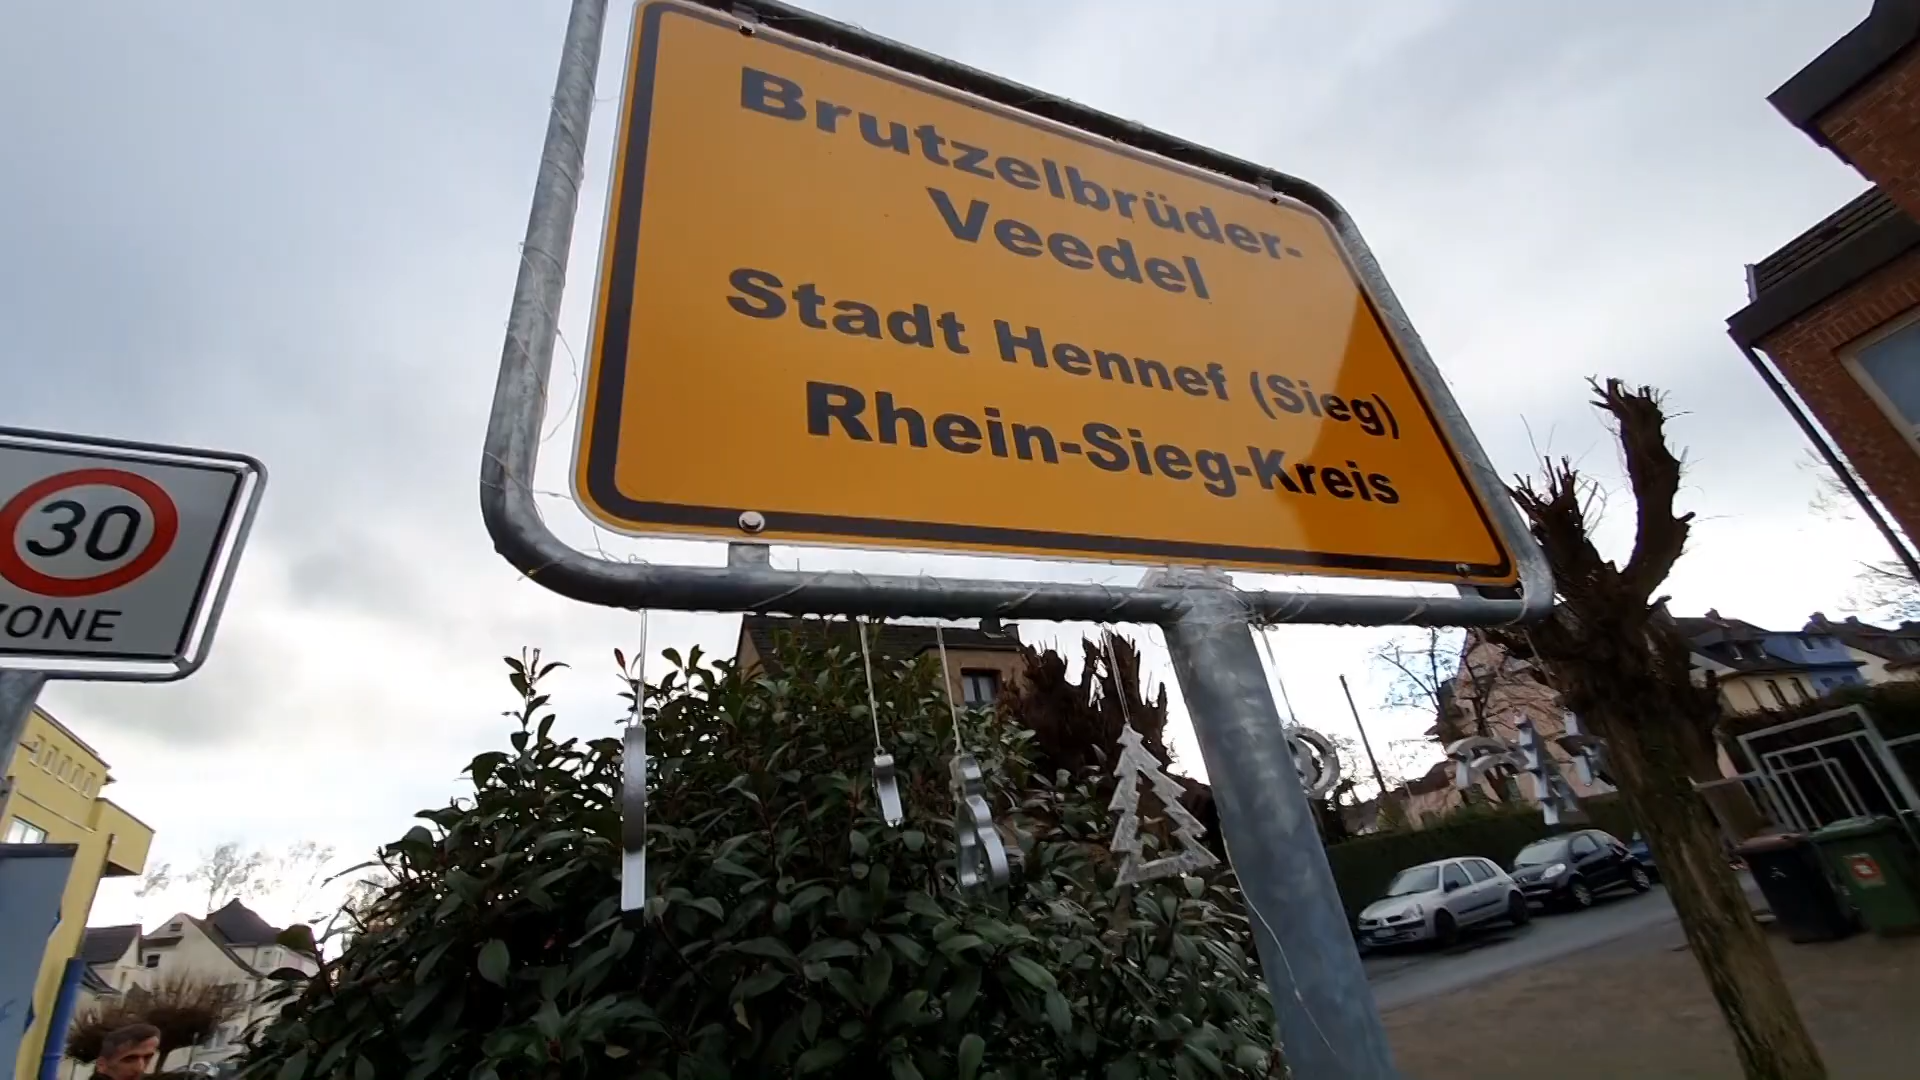 Brutzelbrüder-
Veedel
Stadt Hennef (Sieg)
Rhein-Sieg-Kreis
30
ZONE